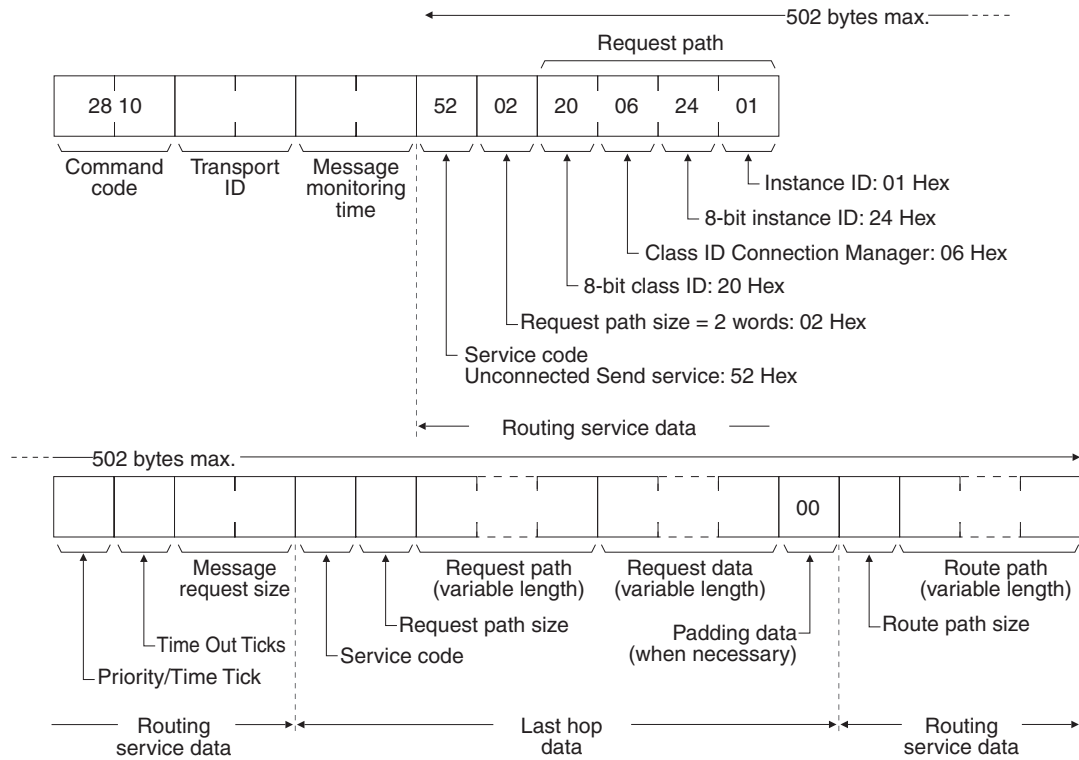 502 bytes max.
Request path
28 10 52 02 20 06 24 01
Command code
Transport ID
Message monitoring time
Instance ID: 01 Hex
8-bit instance ID: 24 Hex
Class ID Connection Manager: 06 Hex
8-bit class ID: 20 Hex
Request path size = 2 words: 02 Hex
Service code
Unconnected Send service: 52 Hex
Routing service data
502 bytes max.
00
Message request size
Request path (variable length)
Request data (variable length)
Route path (variable length)
Request path size
Padding data (when necessary)
Route path size
Time Out Ticks
Service code
Priority/Time Tick
Routing service data
Last hop data
Routing service data